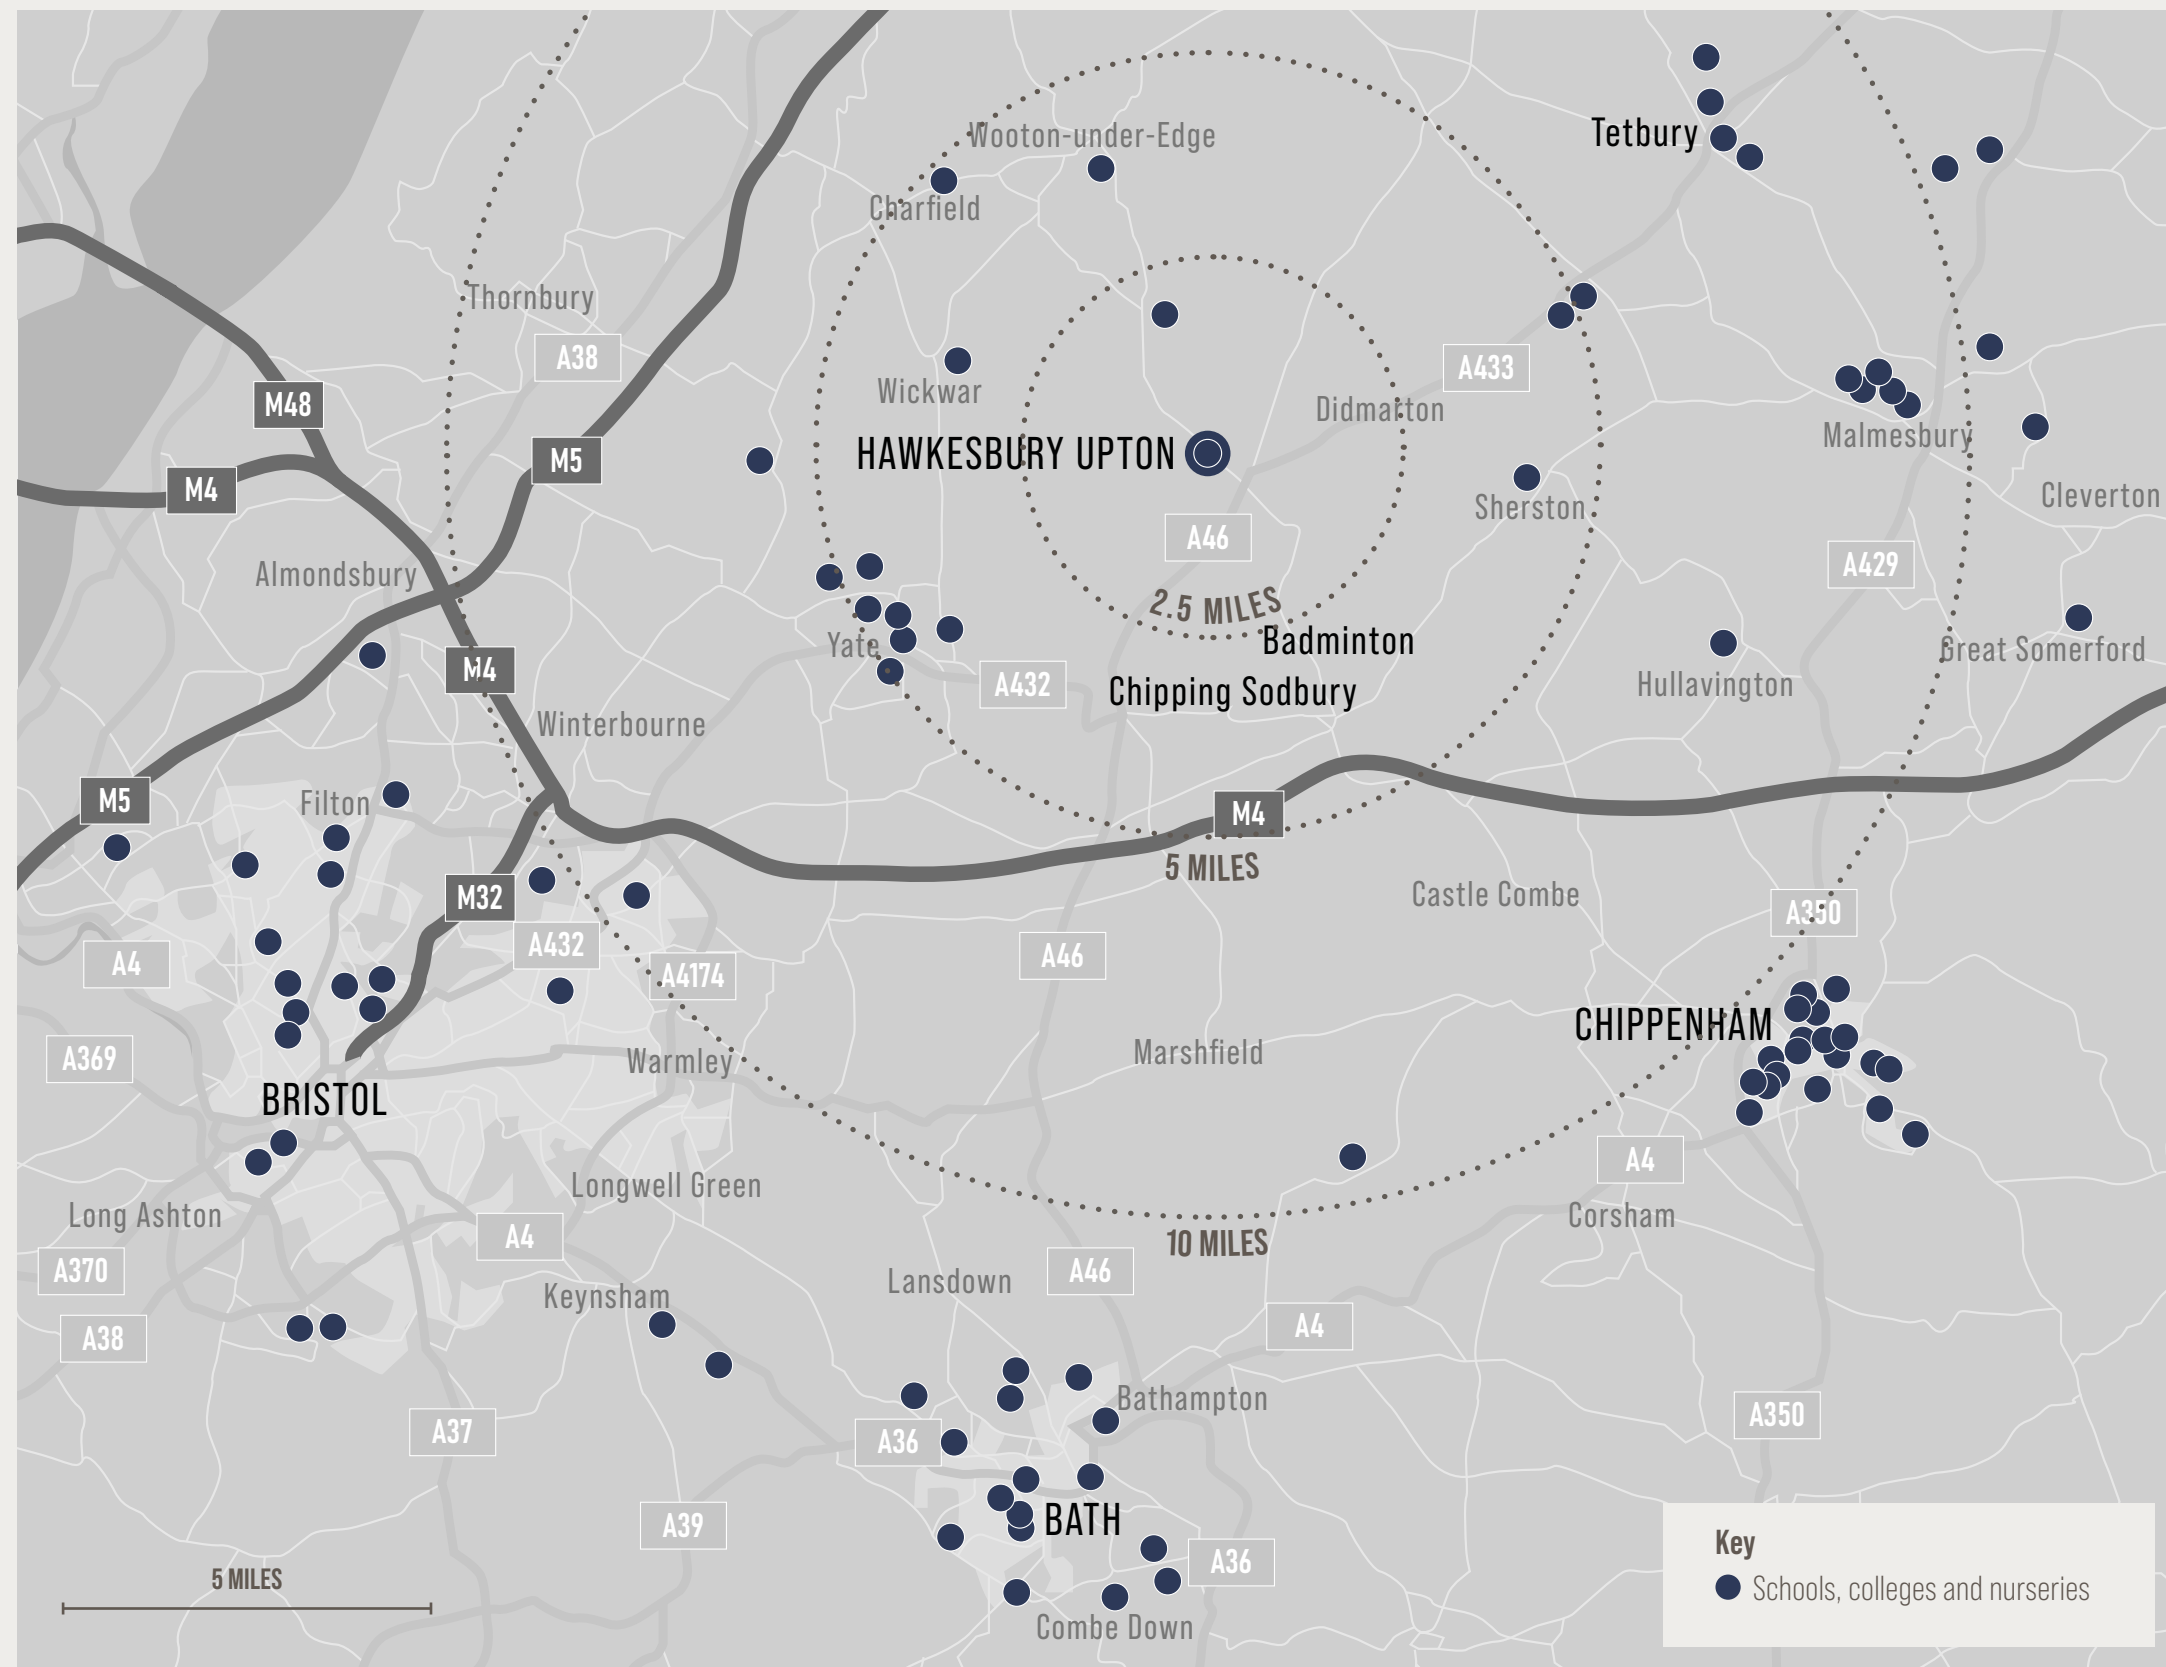 Tetbury
Wooton-under-Edge
Charfield
Thornbury
A38
A433
Wickwar
M48
Didmarton
Malmesbury
HAWKESBURY UPTON
M5
M4
Cleverton
Sherston
A46
A429
Almondsbury
2.5 MILES
Badminton
Yate
Great Somerford
M4
A432
Chipping Sodbury
Hullavington
Winterbourne
M5
Filton
M4
5 MILES
M32
Castle Combe
A350
A432
A4
A46
A4174
CHIPPENHAM
A369
Warmley
Marshfield
BRISTOL
A4
Longwell Green
Long Ashton
Corsham
A4
10 MILES
A370
Lansdown
A46
Keynsham
A4
A38
Bathampton
A350
A37
A36
BATH
A39
Key
A36
5 MILES
Schools, colleges and nurseries
Combe Down